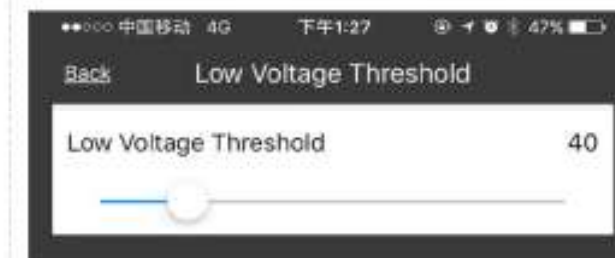 中国移动 4G 下午1:27 47%
Back Low Voltage Threshold
Low Voltage Threshold 40